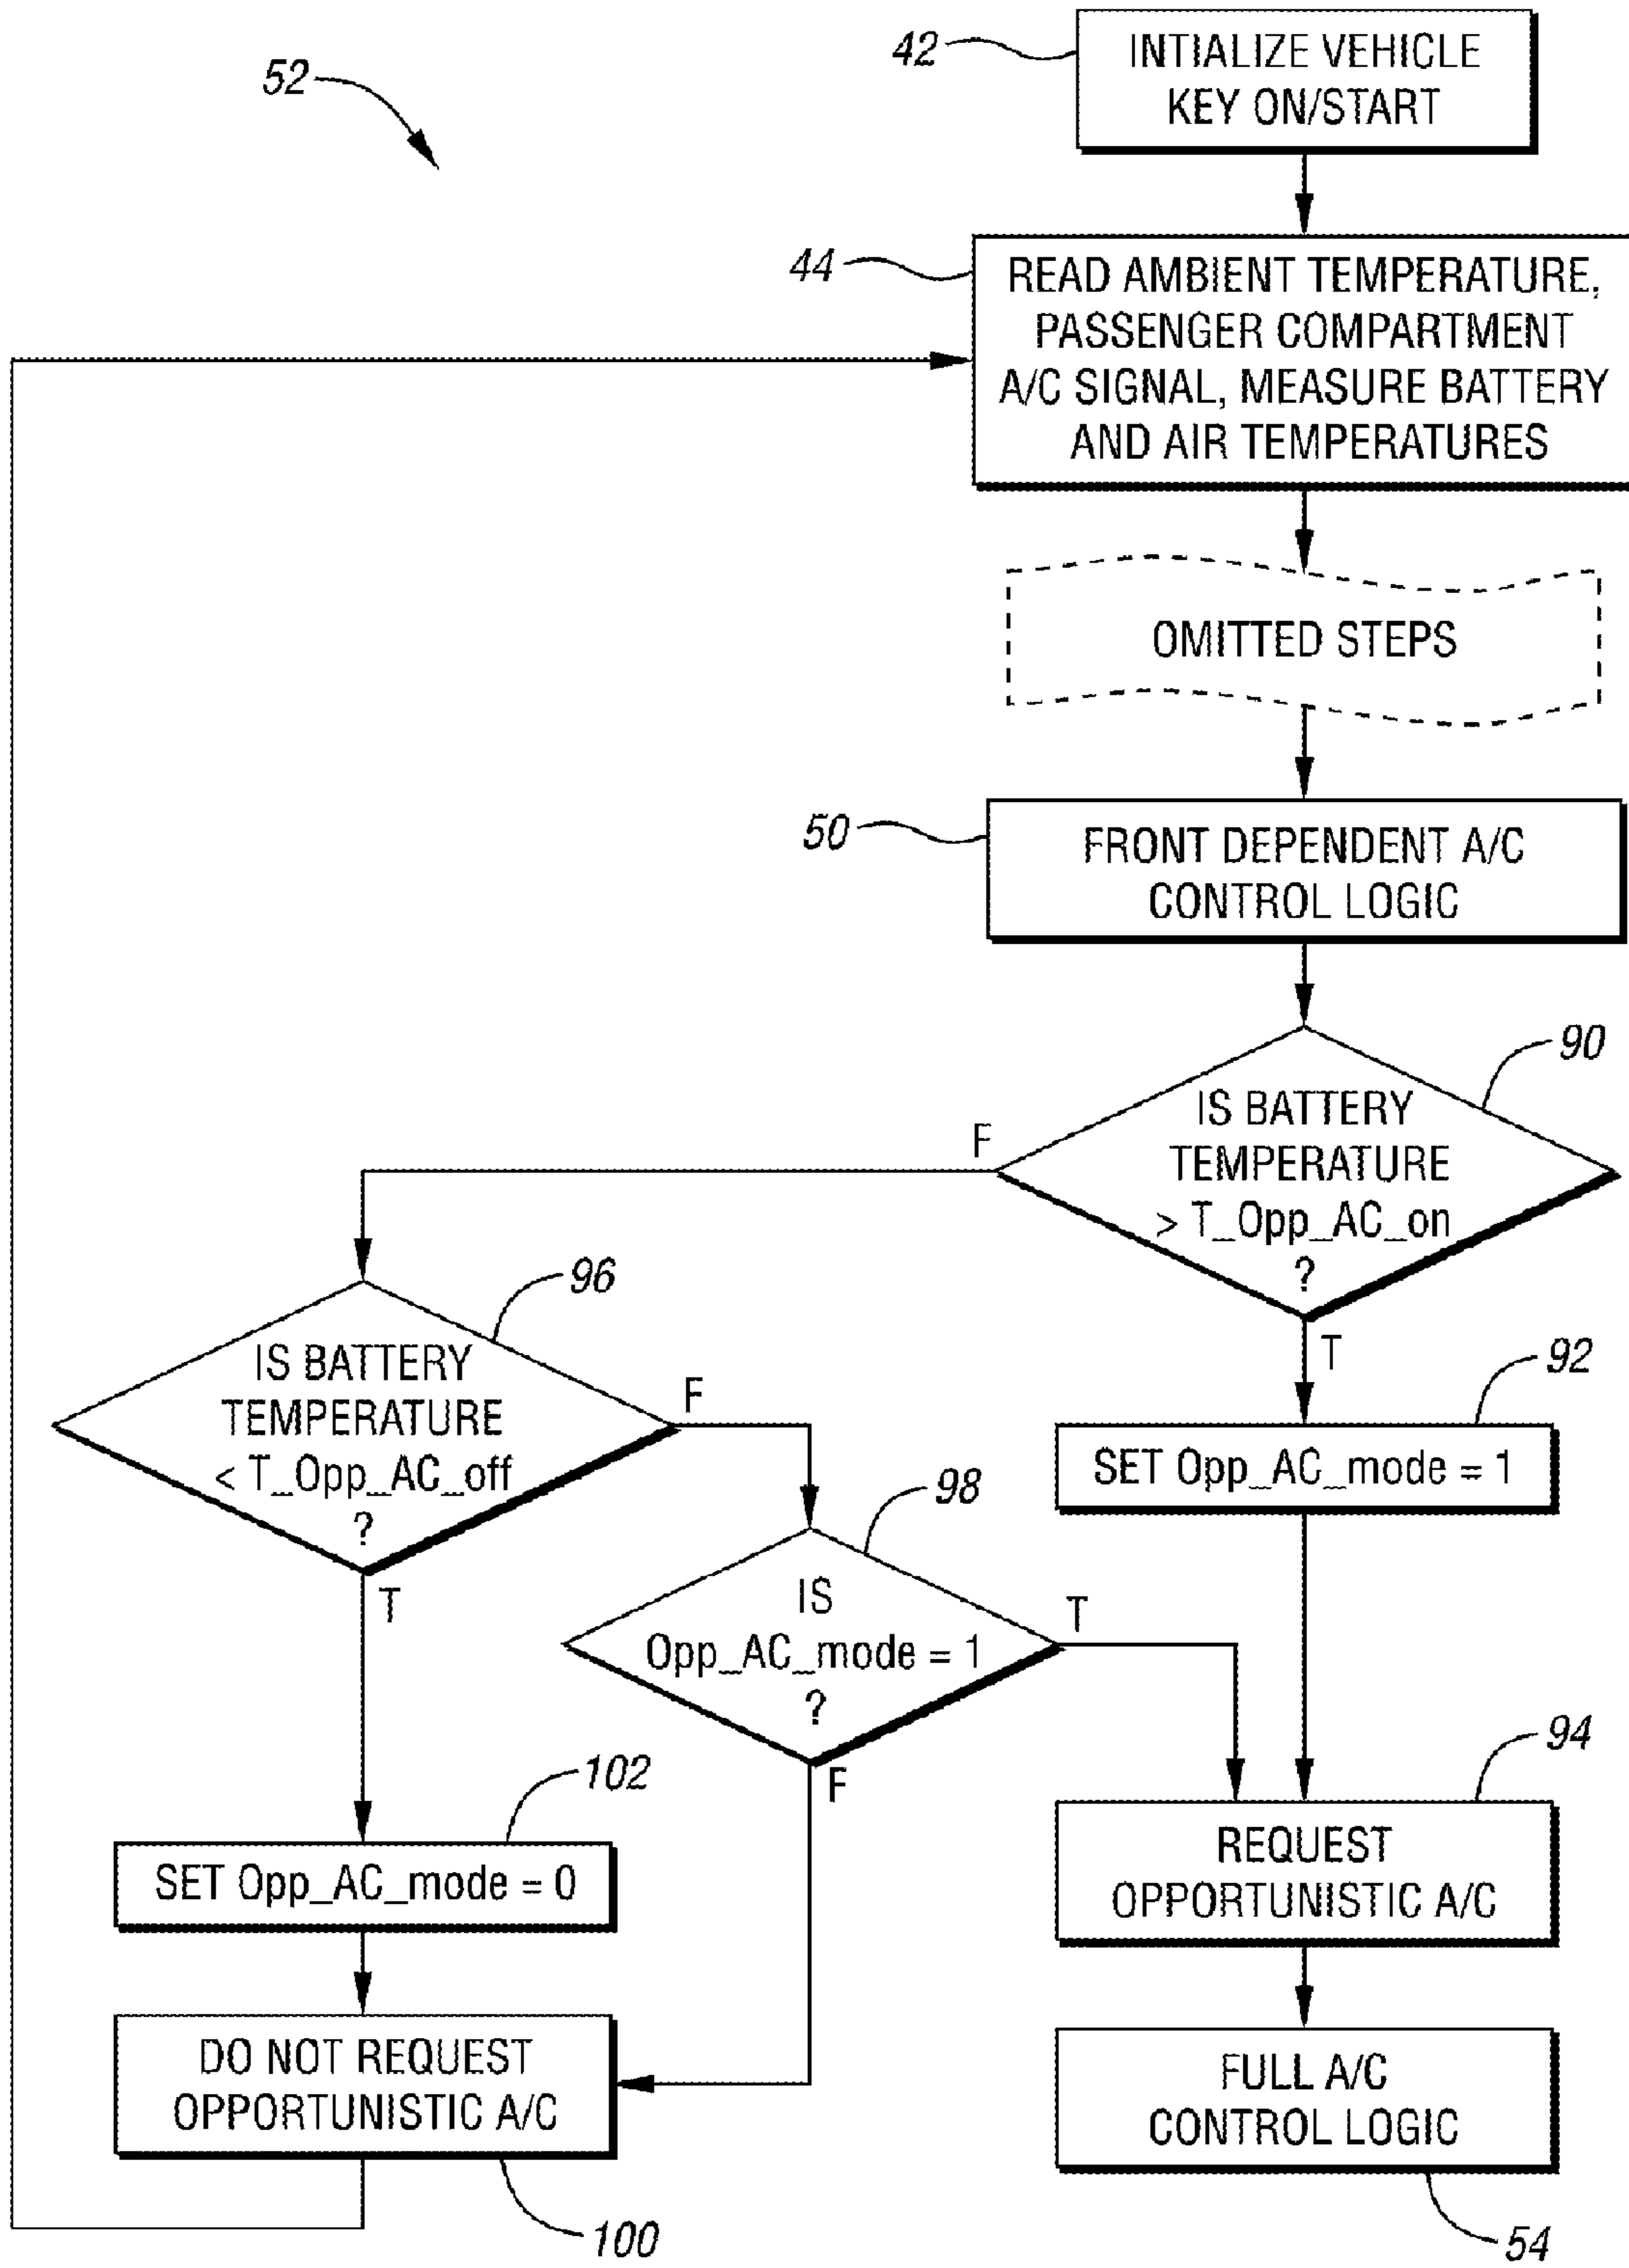 52
42
INTIALIZE VEHICLE
KEY ON/START
44
READ AMBIENT TEMPERATURE,
PASSENGER COMPARTMENT
A/C SIGNAL, MEASURE BATTERY
AND AIR TEMPERATURES
OMITTED STEPS
50
FRONT DEPENDENT A/C
CONTROL LOGIC
90
IS BATTERY
TEMPERATURE
> T_Opp_AC_on
?
F
T
96
IS BATTERY
TEMPERATURE
< T_Opp_AC_off
?
F
T
92
SET Opp_AC_mode = 1
98
IS
Opp_AC_mode = 1
?
T
F
102
SET Opp_AC_mode = 0
94
REQUEST
OPPORTUNISTIC A/C
DO NOT REQUEST
OPPORTUNISTIC A/C
100
FULL A/C
CONTROL LOGIC
54